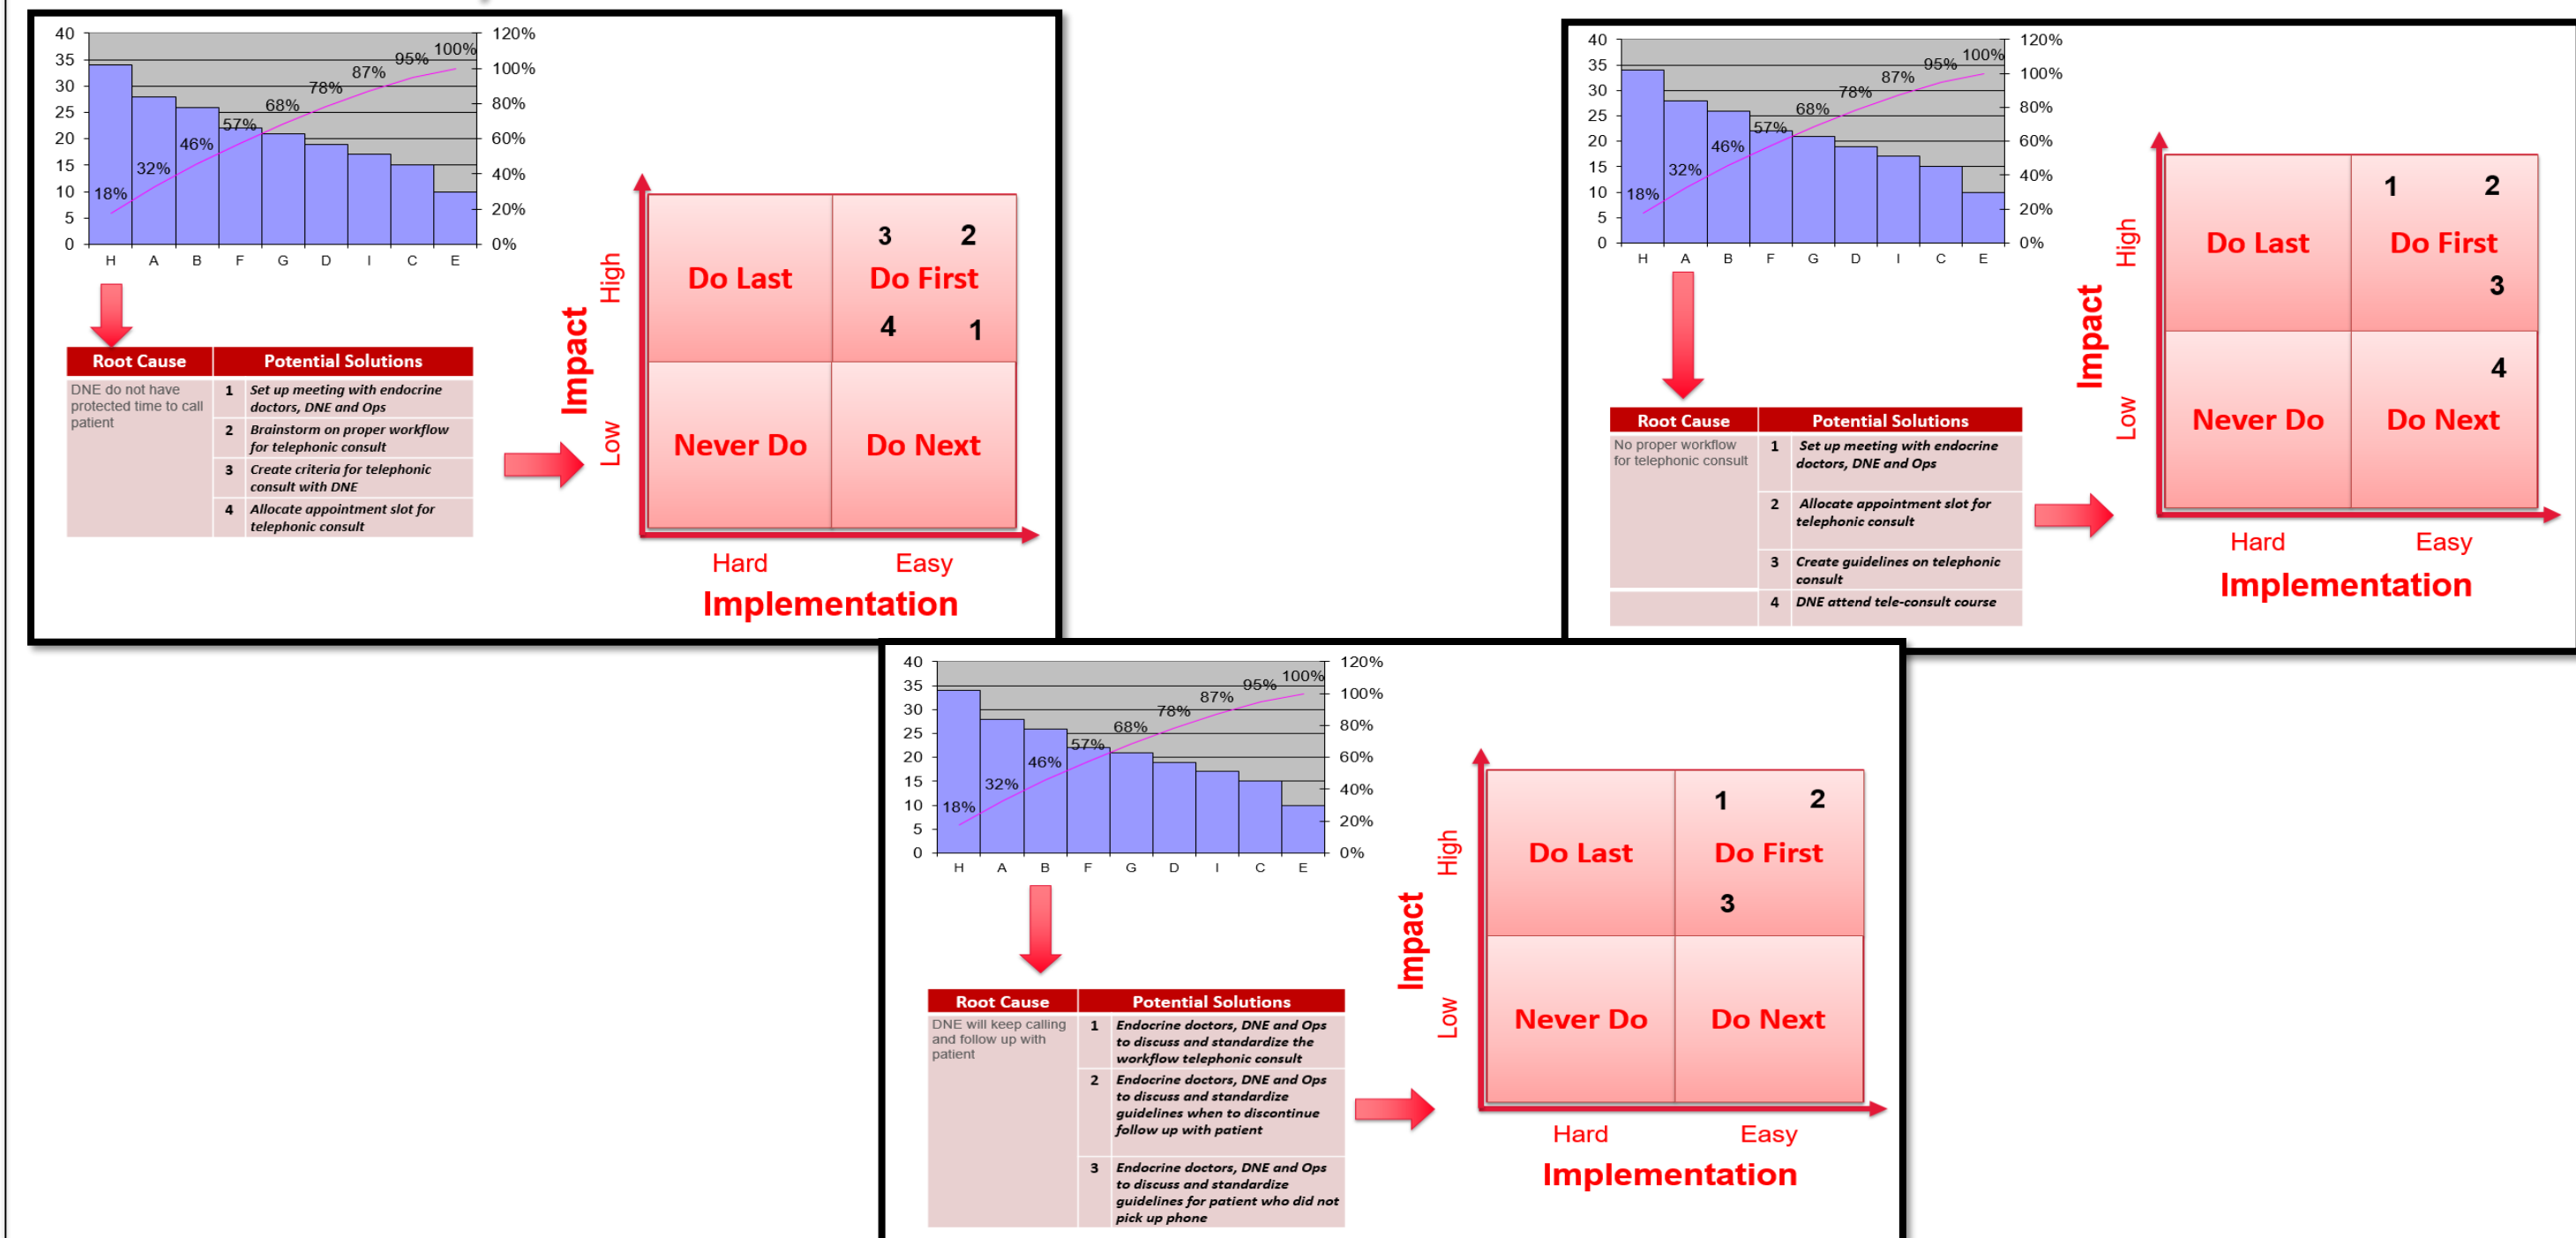 40
35
30
25
20
15
10
5
0
120%
100%
80%
60%
40%
20%
0%
18%
32%
46%
57%
68%
78%
87%
95%
100%
H A B F G D I C E
Root Cause Potential Solutions
DNE do not have
protected time to call
patient
1 Set up meeting with endocrine
doctors, DNE and Ops
2 Brainstorm on proper workflow
for telephonic consult
3 Create criteria for telephonic
consult with DNE
4 Allocate appointment slot for
telephonic consult
Impact
High
Low
3 2
Do Last Do First
4 1
Never Do Do Next
Hard Easy
Implementation
40
35
30
25
20
15
10
5
0
120%
100%
80%
60%
40%
20%
0%
18%
32%
46%
57%
68%
78%
87%
95%
100%
H A B F G D I C E
Root Cause Potential Solutions
No proper workflow
for telephonic consult
1 Set up meeting with endocrine
doctors, DNE and Ops
2 Allocate appointment slot for
telephonic consult
3 Create guidelines on telephonic
consult
4 DNE attend tele-consult course
Impact
High
Low
1 2
Do Last Do First
3
4
Never Do Do Next
Hard Easy
Implementation
40
35
30
25
20
15
10
5
0
120%
100%
80%
60%
40%
20%
0%
18%
32%
46%
57%
68%
78%
87%
95%
100%
H A B F G D I C E
Root Cause Potential Solutions
DNE will keep calling
and follow up with
patient
1 Endocrine doctors, DNE and Ops
to discuss and standardize the
workflow telephonic consult
2 Endocrine doctors, DNE and Ops
to discuss and standardize
guidelines when to discontinue
follow up with patient
3 Endocrine doctors, DNE and Ops
to discuss and standardize
guidelines for patient who did not
pick up phone
Impact
High
Low
1 2
Do Last Do First
3
Never Do Do Next
Hard Easy
Implementation